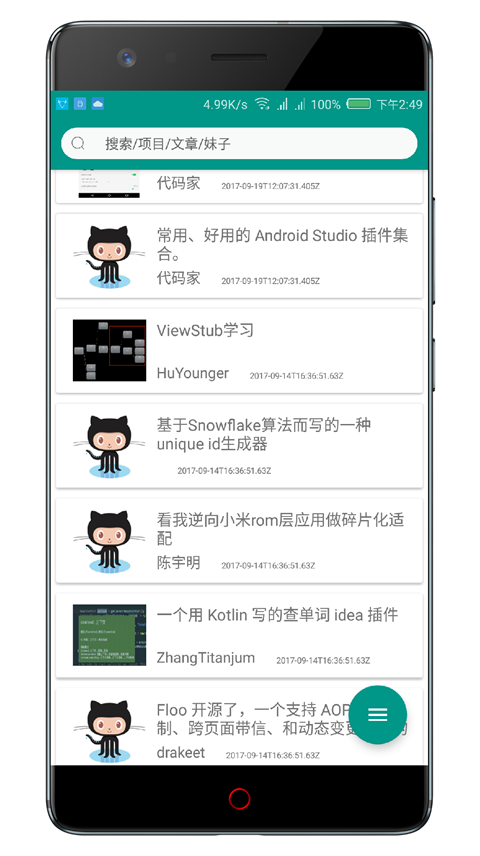 4.99K/s 100% 下午2:49
搜索/项目/文章/妹子
代码家 2017-09-19T12:07:31.405Z
常用、好用的 Android Studio 插件集
合。
代码家 2017-09-19T12:07:31.405Z
ViewStub学习
HuYounger 2017-09-14T16:36:51.63Z
基于Snowflake算法而写的一种
unique id生成器
2017-09-14T16:36:51.63Z
看我逆向小米rom层应用做碎片化适
配
陈宇明 2017-09-14T16:36:51.63Z
一个用 Kotlin 写的查单词 idea 插件
ZhangTitanjum 2017-09-14T16:36:51.63Z
Floo 开源了，一个支持 AOP
制、跨页面带信、和动态变更 的
drakeet 2017-09-14T16:36:51.63Z